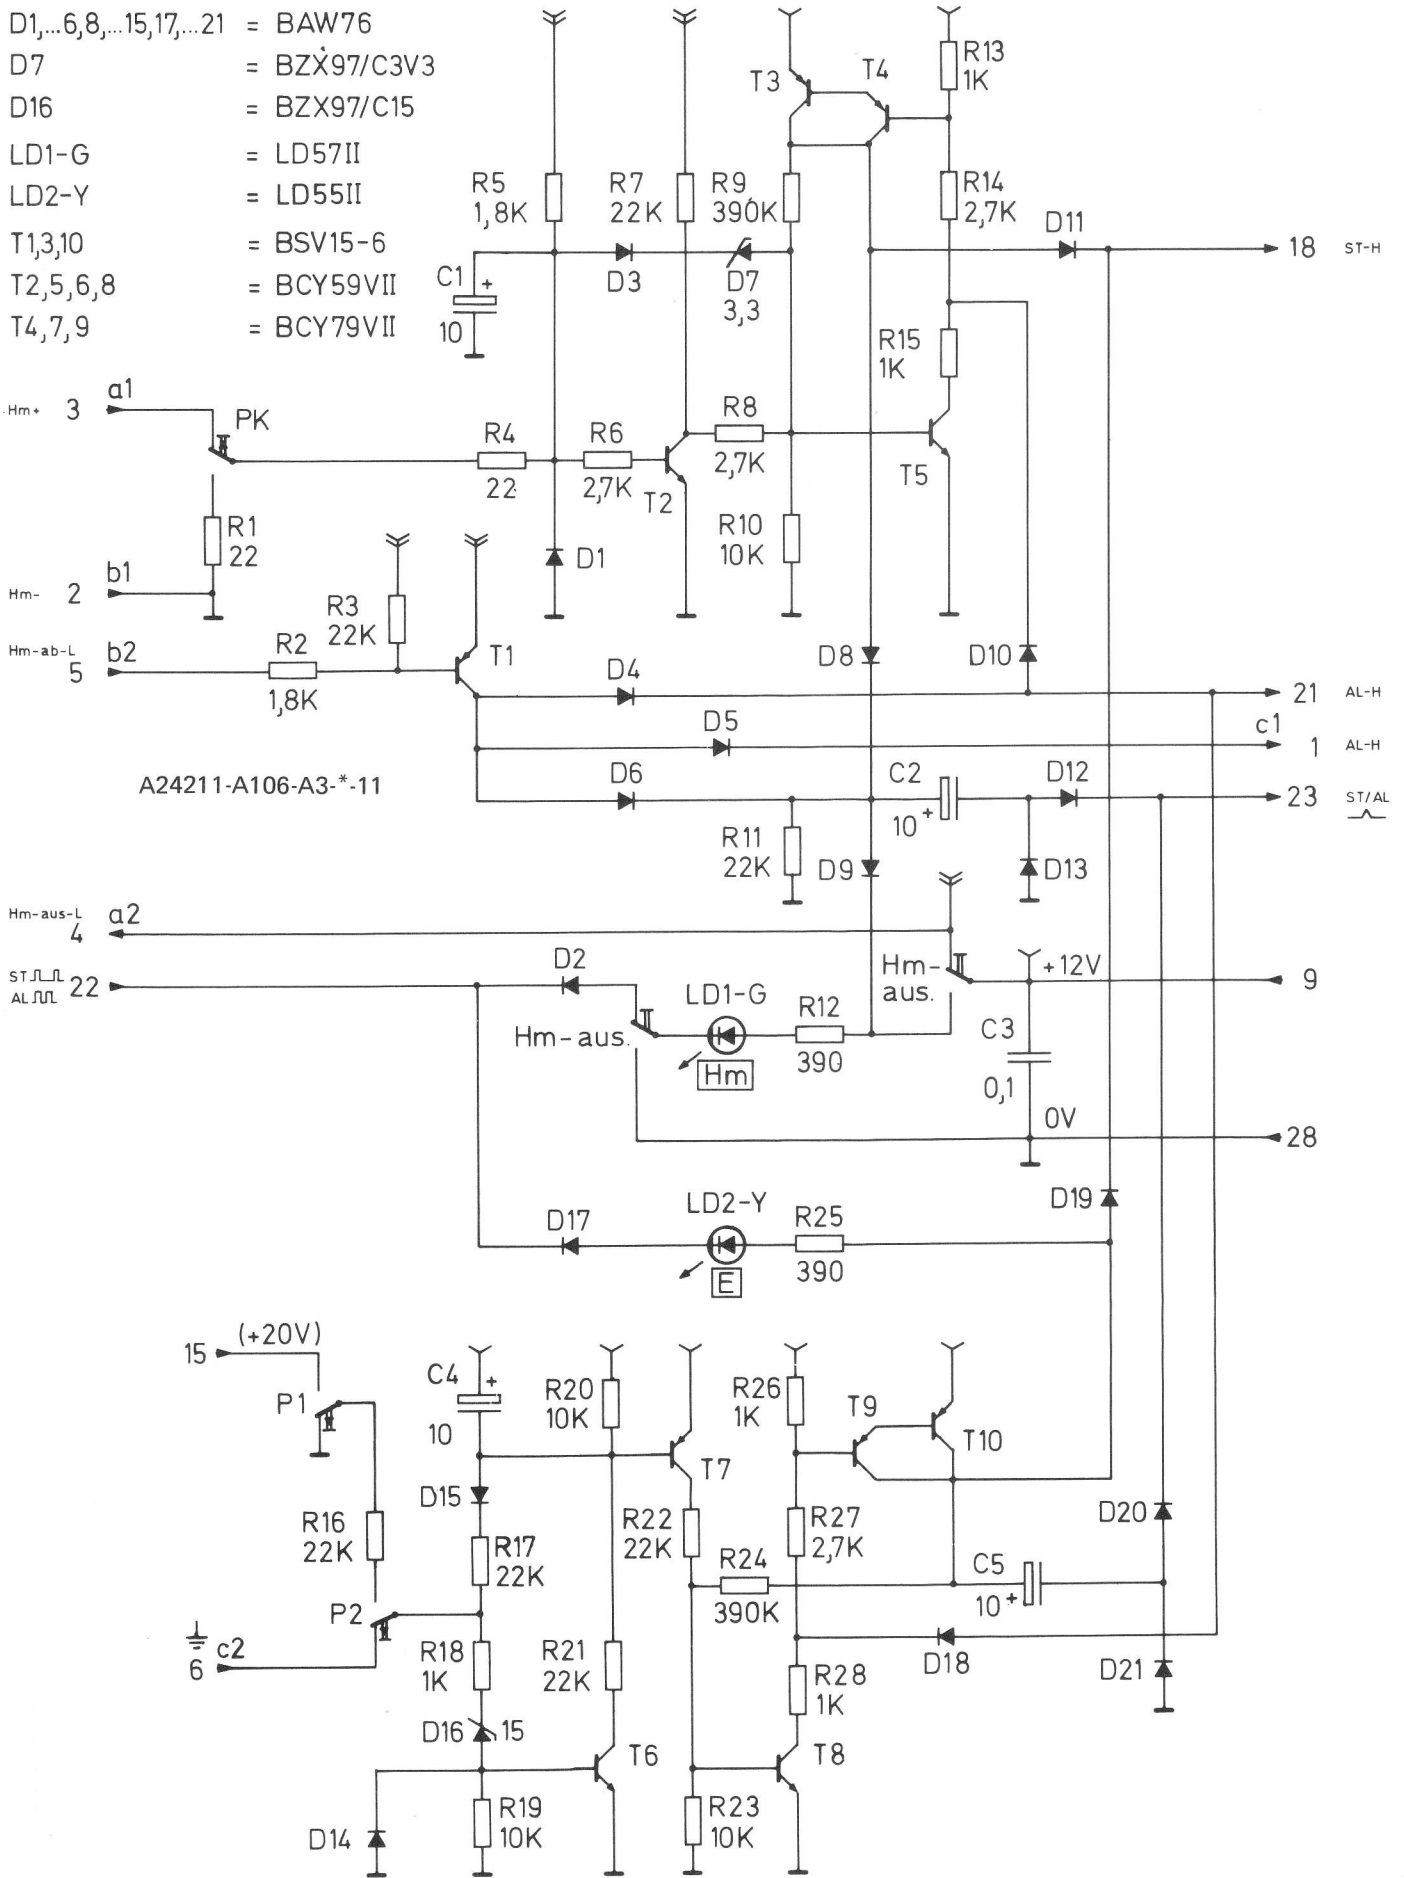 D1,...6,8,...15,17,...21 = BAW76
D7 = BZX97/C3V3
D16 = BZX97/C15
LD1-G = LD57II
LD2-Y = LD55II
T1,3,10 = BSV15-6
T2,5,6,8 = BCY59VII
T4,7,9 = BCY79VII
T3
T4
R13
1K
R5
1,8K
R7
22K
R9
390K
R14
2,7K
D11
18 ST-H
C1 +
10
D3
D7
3,3
R15
1K
Hm+ 3 a1
PK
R4
22
R6
2,7K
T2
R8
2,7K
T5
R1
22
R10
10K
D1
Hm- 2 b1
R3
22K
Hm-ab-L
5 b2
R2
1,8K
T1
D8
D10
D4
21 AL-H
D5
c1
1 AL-H
A24211-A106-A3-*-11
D6
C2
10 +
D12
23 ST/AL
R11
22K
D9
D13
Hm-aus-L
4 a2
ST
AL 22
D2
Hm-aus.
LD1-G
Hm
R12
390
Hm-
aus.
+12V
9
C3
0,1
0V
28
D17
LD2-Y
E
R25
390
D19
15 (+20V)
P1
C4 +
10
R20
10K
R26
1K
T9
T10
T7
D15
R16
22K
R17
22K
R22
22K
R27
2,7K
D20
R24
390K
C5
10 +
P2
6 c2
R18
1K
R21
22K
D18
D21
R28
1K
D16 15
T6
T8
D14
R19
10K
R23
10K